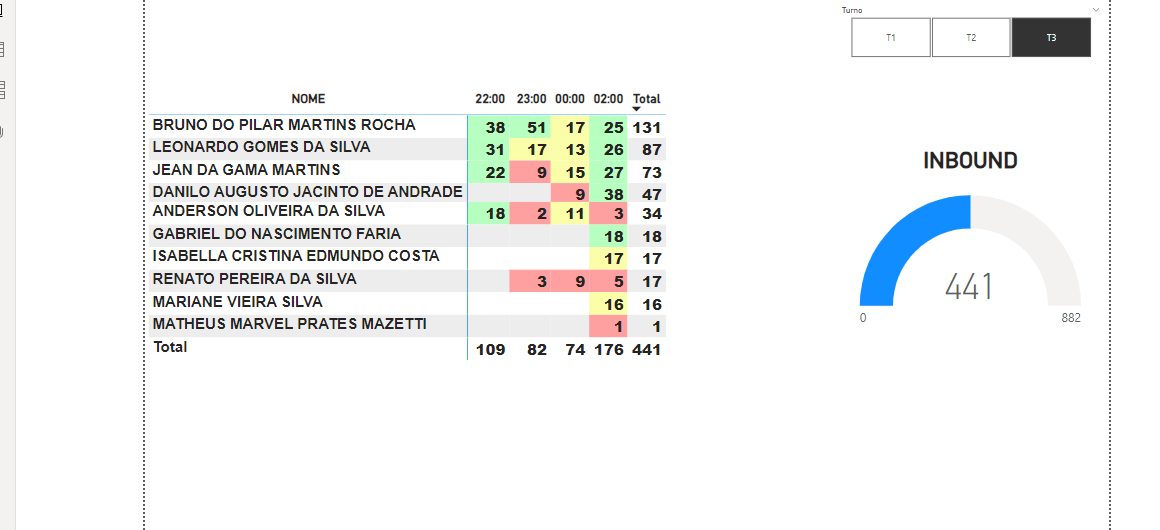 Turno
T1 T2 T3
NOME 22:00 23:00 00:00 02:00 Total
BRUNO DO PILAR MARTINS ROCHA 38 51 17 25 131
LEONARDO GOMES DA SILVA 31 17 13 26 87
JEAN DA GAMA MARTINS 22 9 15 27 73
DANILO AUGUSTO JACINTO DE ANDRADE 9 38 47
ANDERSON OLIVEIRA DA SILVA 18 2 11 3 34
GABRIEL DO NASCIMENTO FARIA 18 18
ISABELLA CRISTINA EDMUNDO COSTA 17 17
RENATO PEREIRA DA SILVA 3 9 5 17
MARIANE VIEIRA SILVA 16 16
MATHEUS MARVEL PRATES MAZETTI 1 1
Total 109 82 74 176 441
INBOUND
441
0 882